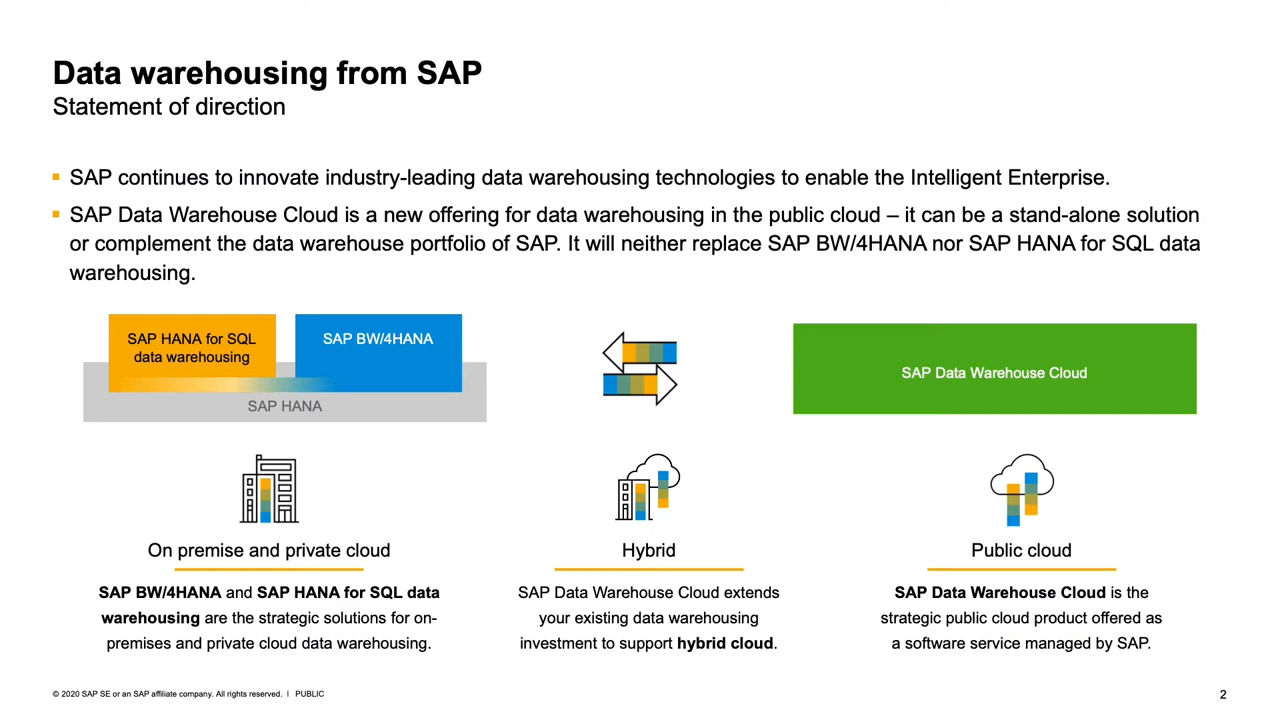 Data warehousing from SAP
Statement of direction
SAP continues to innovate industry-leading data warehousing technologies to enable the Intelligent Enterprise.
SAP Data Warehouse Cloud is a new offering for data warehousing in the public cloud – it can be a stand-alone solution
or complement the data warehouse portfolio of SAP. It will neither replace SAP BW/4HANA nor SAP HANA for SQL data
warehousing.
SAP HANA for SQL
data warehousing
SAP BW/4HANA
SAP HANA
SAP Data Warehouse Cloud
On premise and private cloud
SAP BW/4HANA and SAP HANA for SQL data
warehousing are the strategic solutions for on-
premises and private cloud data warehousing.
Hybrid
SAP Data Warehouse Cloud extends
your existing data warehousing
investment to support hybrid cloud.
Public cloud
SAP Data Warehouse Cloud is the
strategic public cloud product offered as
a software service managed by SAP.
© 2020 SAP SE or an SAP affiliate company. All rights reserved. ǀ PUBLIC
2